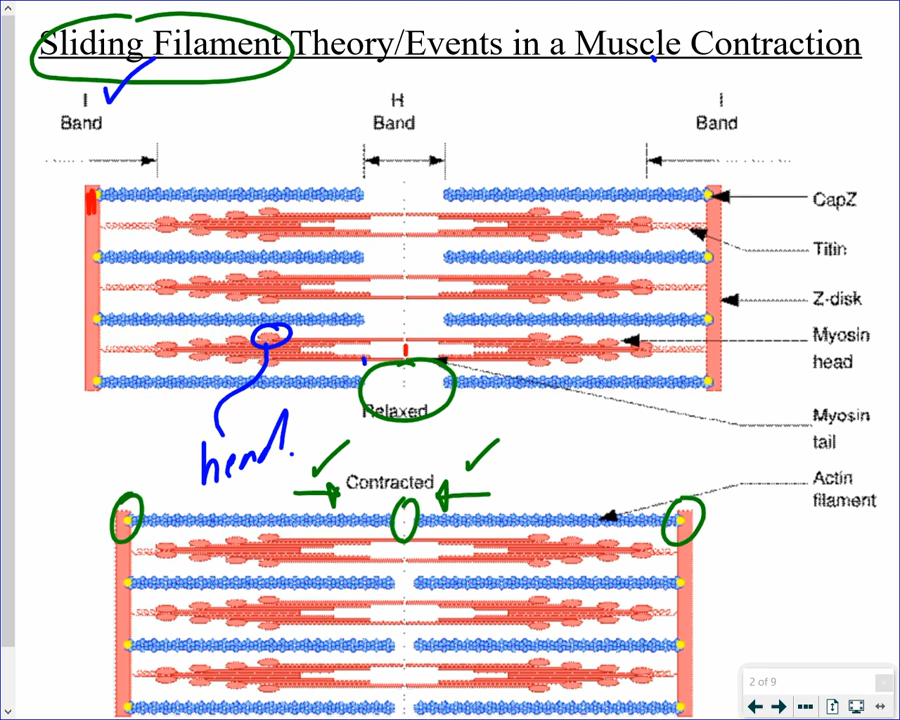 Sliding Filament Theory/Events in a Muscle Contraction
I H I
Band Band Band
CapZ
Titin
Z-disk
Myosin
head
Relaxed
Myosin
tail
head!
Contracted
Actin
filament
2 of 9